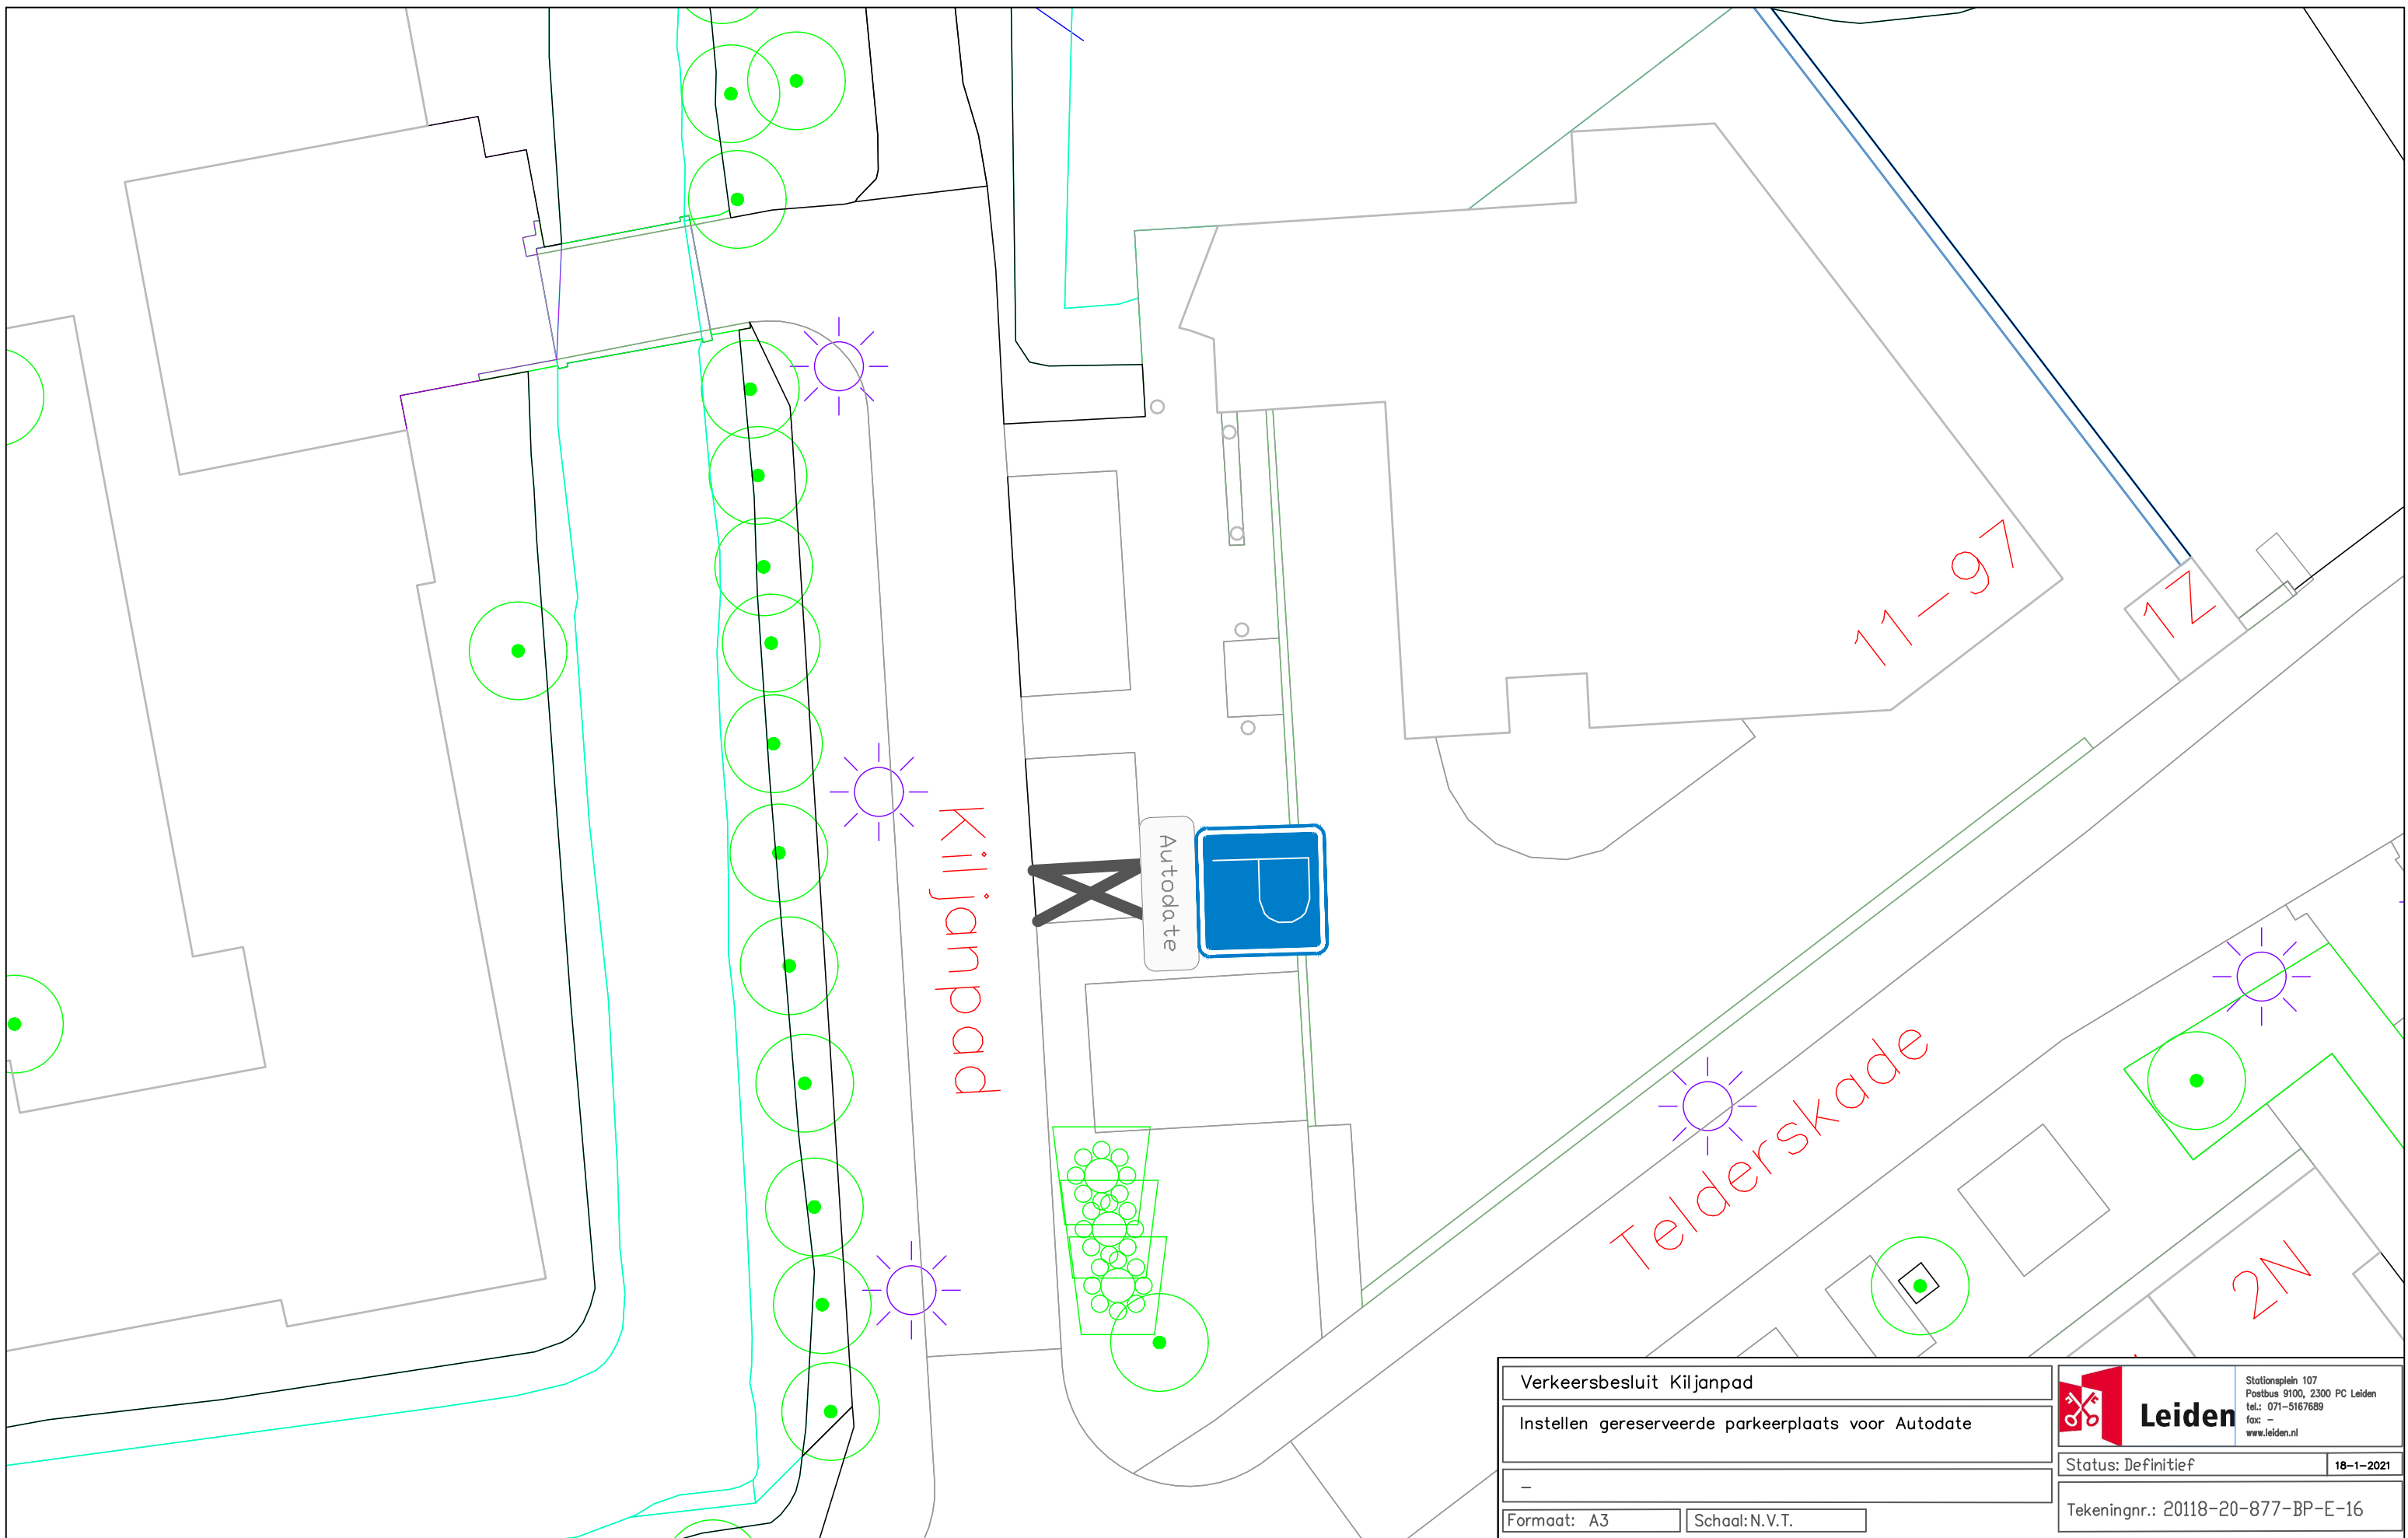 11-97
1Z
Kiljanpad
Autodate
P
Telderskade
2N
Verkeersbesluit Kiljanpad
Instellen gereserveerde parkeerplaats voor Autodate
-
Formaat: A3
Schaal: N.V.T.
Leiden
Stationsplein 107
Postbus 9100, 2300 PC Leiden
tel.: 071-5167689
fax: -
www.leiden.nl
Status: Definitief
18-1-2021
Tekeningnr.: 20118-20-877-BP-E-16